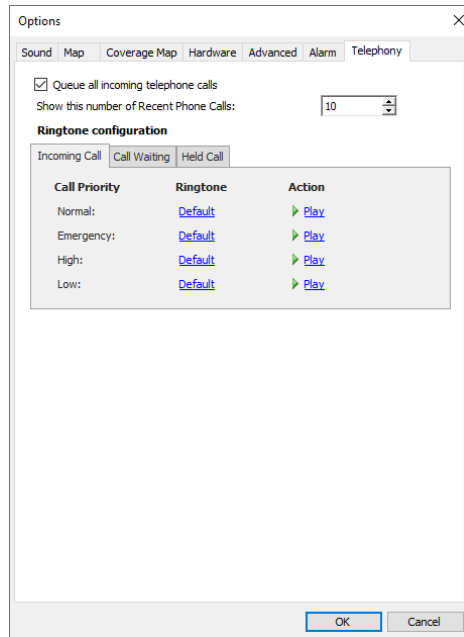 Options
Sound Map Coverage Map Hardware Advanced Alarm Telephony
Queue all incoming telephone calls
Show this number of Recent Phone Calls: 10
Ringtone configuration
Incoming Call Call Waiting Held Call
Call Priority Ringtone Action
Normal: Default Play
Emergency: Default Play
High: Default Play
Low: Default Play
OK Cancel